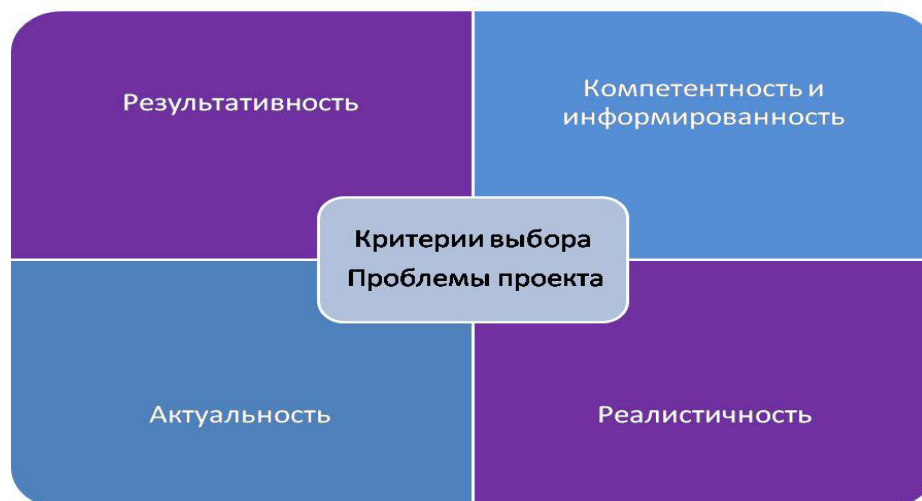 Результативность
Компетентность и
информированность
Критерии выбора
Проблемы проекта
Актуальность
Реалистичность